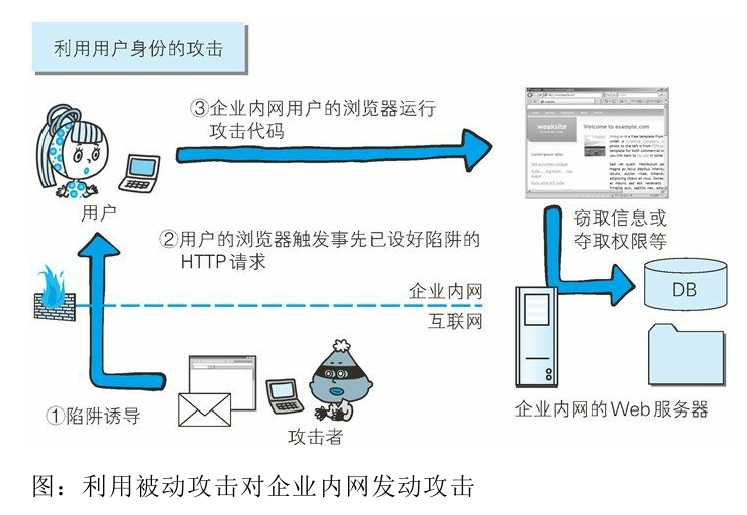 利用用户身份的攻击
③企业内网用户的浏览器运行
攻击代码
weaksite
Welcome to example.com
用户
②用户的浏览器触发事先已设好陷阱的
HTTP请求
窃取信息或
夺取权限等
企业内网
互联网
DB
①陷阱诱导
攻击者
企业内网的Web服务器
图：利用被动攻击对企业内网发动攻击